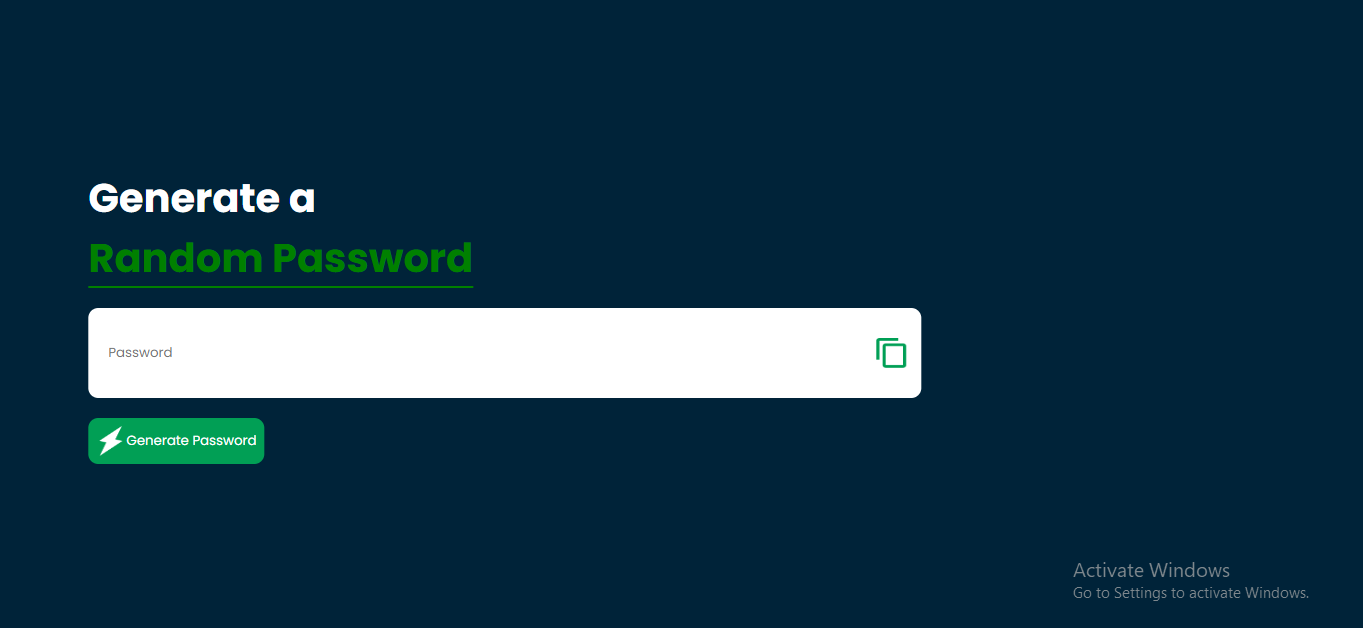 Generate a
Random Password
Password
Generate Password
Activate Windows
Go to Settings to activate Windows.